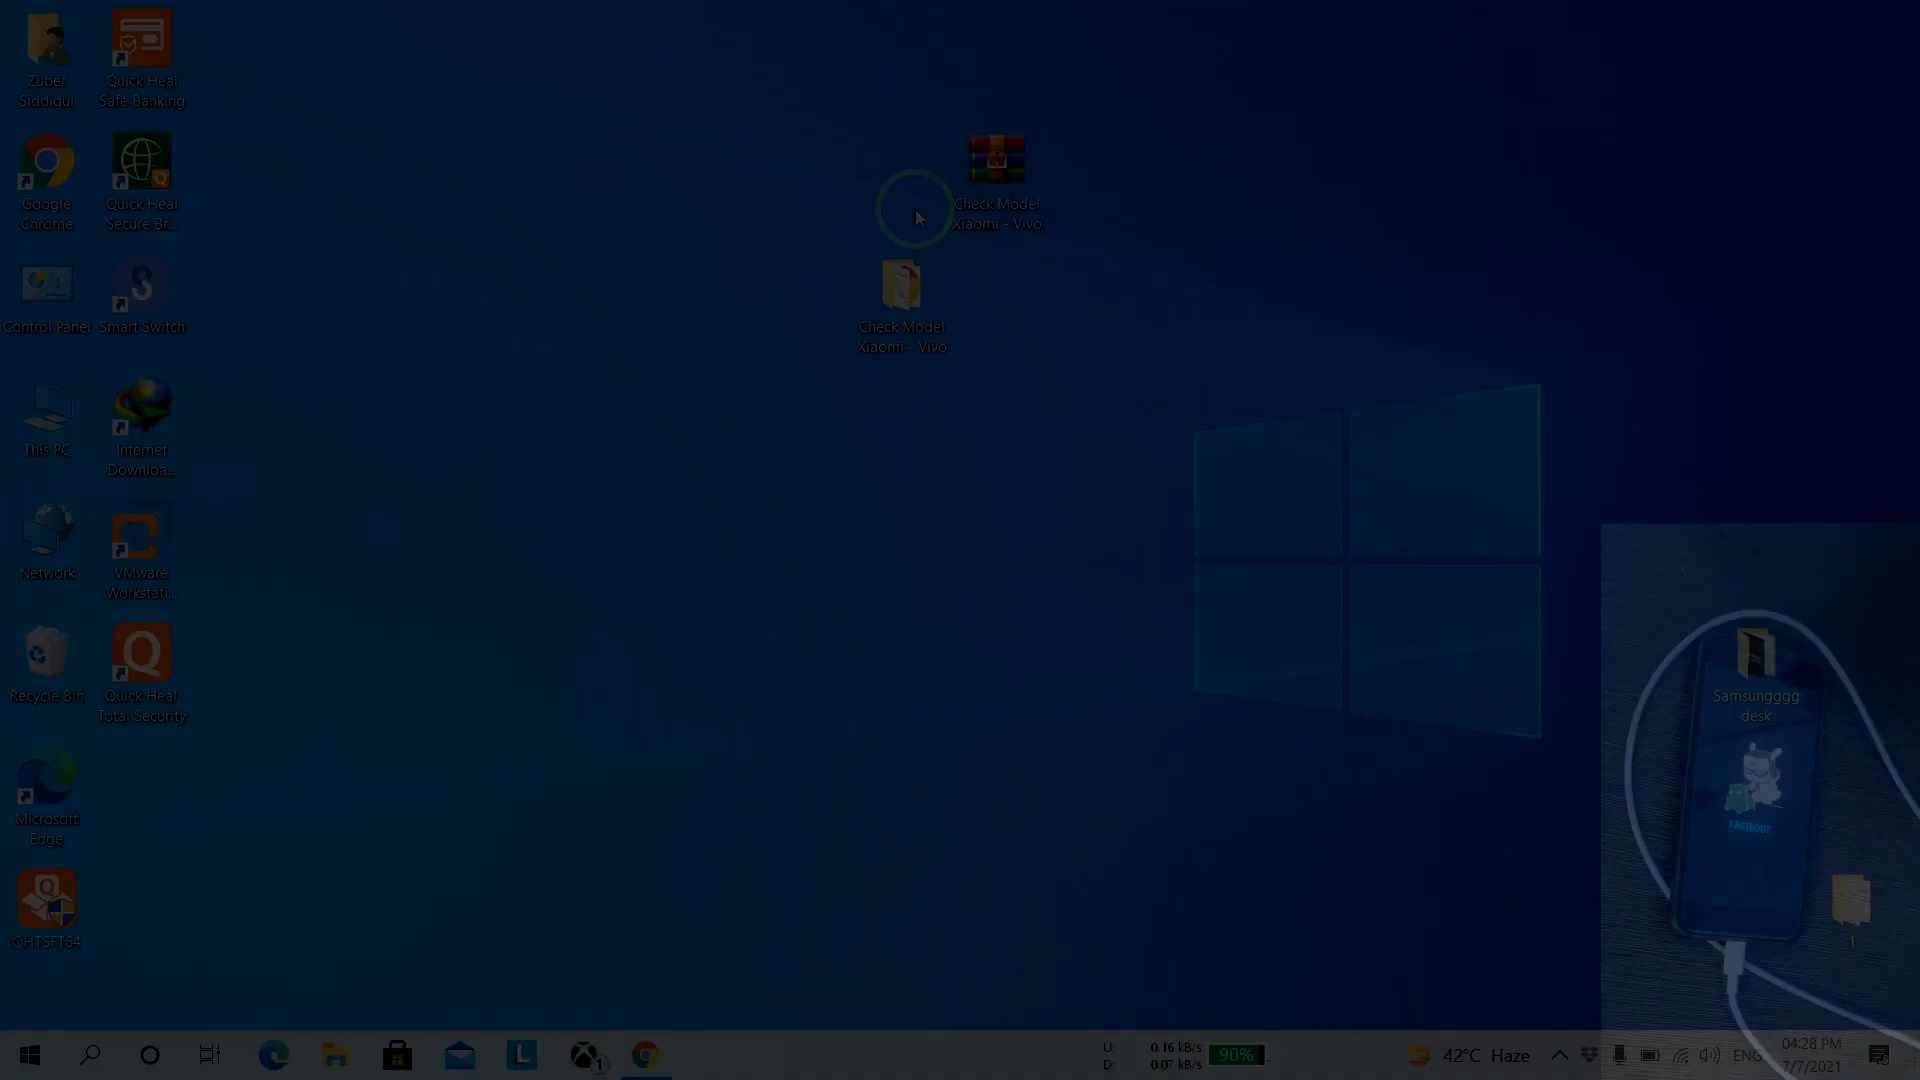 Zuber
Siddiqui
Quick Heal
Safe Banking
Google
Chrome
Quick Heal
Secure Br...
Check Model
Xiaomi - Vivo
Control Panel
Smart Switch
Check Model
Xiaomi - Vivo
This PC
Internet
Downloa...
Network
VMware
Workstati...
Recycle Bin
Quick Heal
Total Security
Samsungggg
desk
FASTBOOT
Microsoft
Edge
QHTSFT64
1
U: 0.16 kB/s
D: 0.07 kB/s
90%
42°C Haze
ENG
04:28 PM
7/7/2021